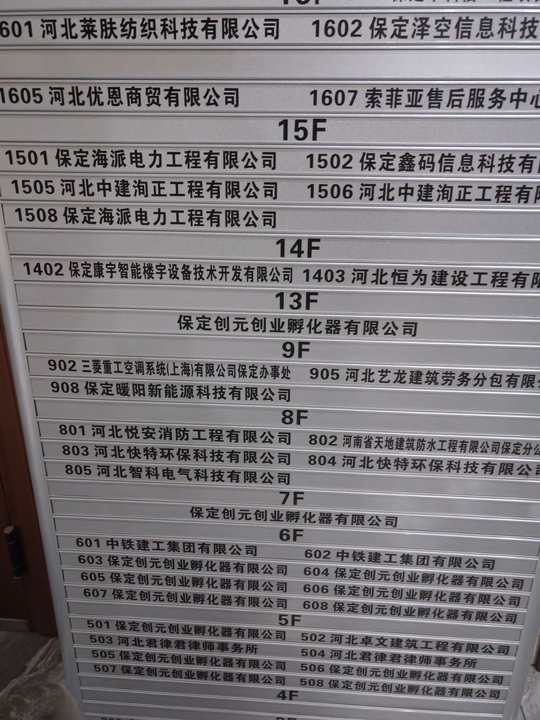 601 河北莱肤纺织科技有限公司 1602 保定泽空信息科技
1605 河北优恩商贸有限公司 1607 索菲亚售后服务中心
15F
1501 保定海派电力工程有限公司 1502 保定鑫码信息科技有
1505 河北中建洵正工程有限公司 1506 河北中建洵正工程有限
1508 保定海派电力工程有限公司
14F
1402 保定康宇智能楼宇设备技术开发有限公司 1403 河北恒为建设工程有限
13F
保定创元创业孵化器有限公司
9F
902 三菱重工空调系统(上海)有限公司保定办事处 905 河北艺龙建筑劳务分包有限
908 保定暖阳新能源科技有限公司
8F
801 河北悦安消防工程有限公司 802 河南省天地建筑防水工程有限公司保定分
803 河北快特环保科技有限公司 804 河北快特环保科技有限公司
805 河北智科电气科技有限公司
7F
保定创元创业孵化器有限公司
6F
601 中铁建工集团有限公司 602 中铁建工集团有限公司
603 保定创元创业孵化器有限公司 604 保定创元创业孵化器有限公司
605 保定创元创业孵化器有限公司 606 保定创元创业孵化器有限公司
607 保定创元创业孵化器有限公司 608 保定创元创业孵化器有限公司
5F
501 保定创元创业孵化器有限公司 502 河北卓文建筑工程有限公司
503 河北君律君律师事务所 504 河北君律君律师事务所
505 保定创元创业孵化器有限公司 506 保定创元创业孵化器有限公司
507 保定创元创业孵化器有限公司 508 保定创元创业孵化器有限公司
4F